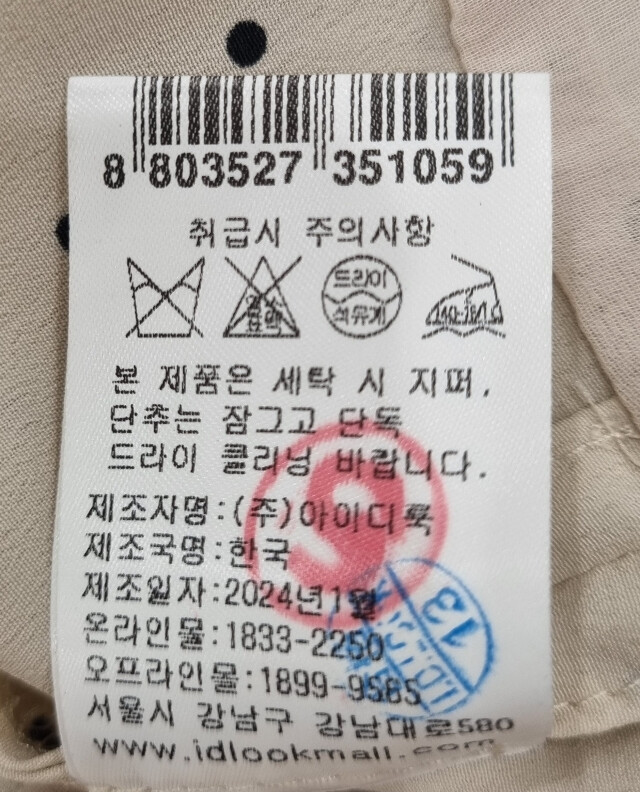 8 803527 351059
취급시 주의사항
드라이
석유계
본 제품은 세탁 시 지퍼,
단추는 잠그고 단독
드라이 클리닝 바랍니다.
제조자명:(주)아이디룩
제조국명:한국
제조일자:2024년1월
온라인몰:1833-2250
오프라인몰:1899-9585
서울시 강남구 강남대로580
www.idlookmall.com
9
13